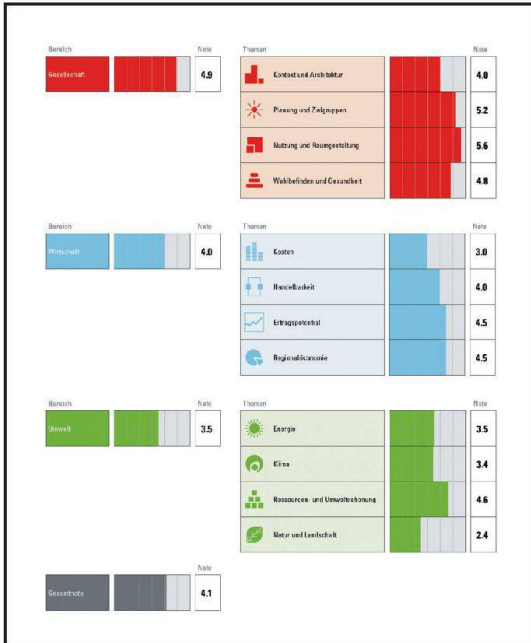 Bereich Note Themen Note
Gesellschaft 4.9 Kontext und Architektur 4.0
Planung und Zielgruppen 5.2
Nutzung und Raumgestaltung 5.6
Wohlbefinden und Gesundheit 4.8
Bereich Note Themen Note
Wirtschaft 4.0 Kosten 3.0
Handelbarkeit 4.0
Ertragspotential 4.5
Regionalökonomie 4.5
Bereich Note Themen Note
Umwelt 3.5 Energie 3.5
Klima 3.4
Ressourcen- und Umweltschonung 4.6
Natur und Landschaft 2.4
Note
Gesamtnote 4.1